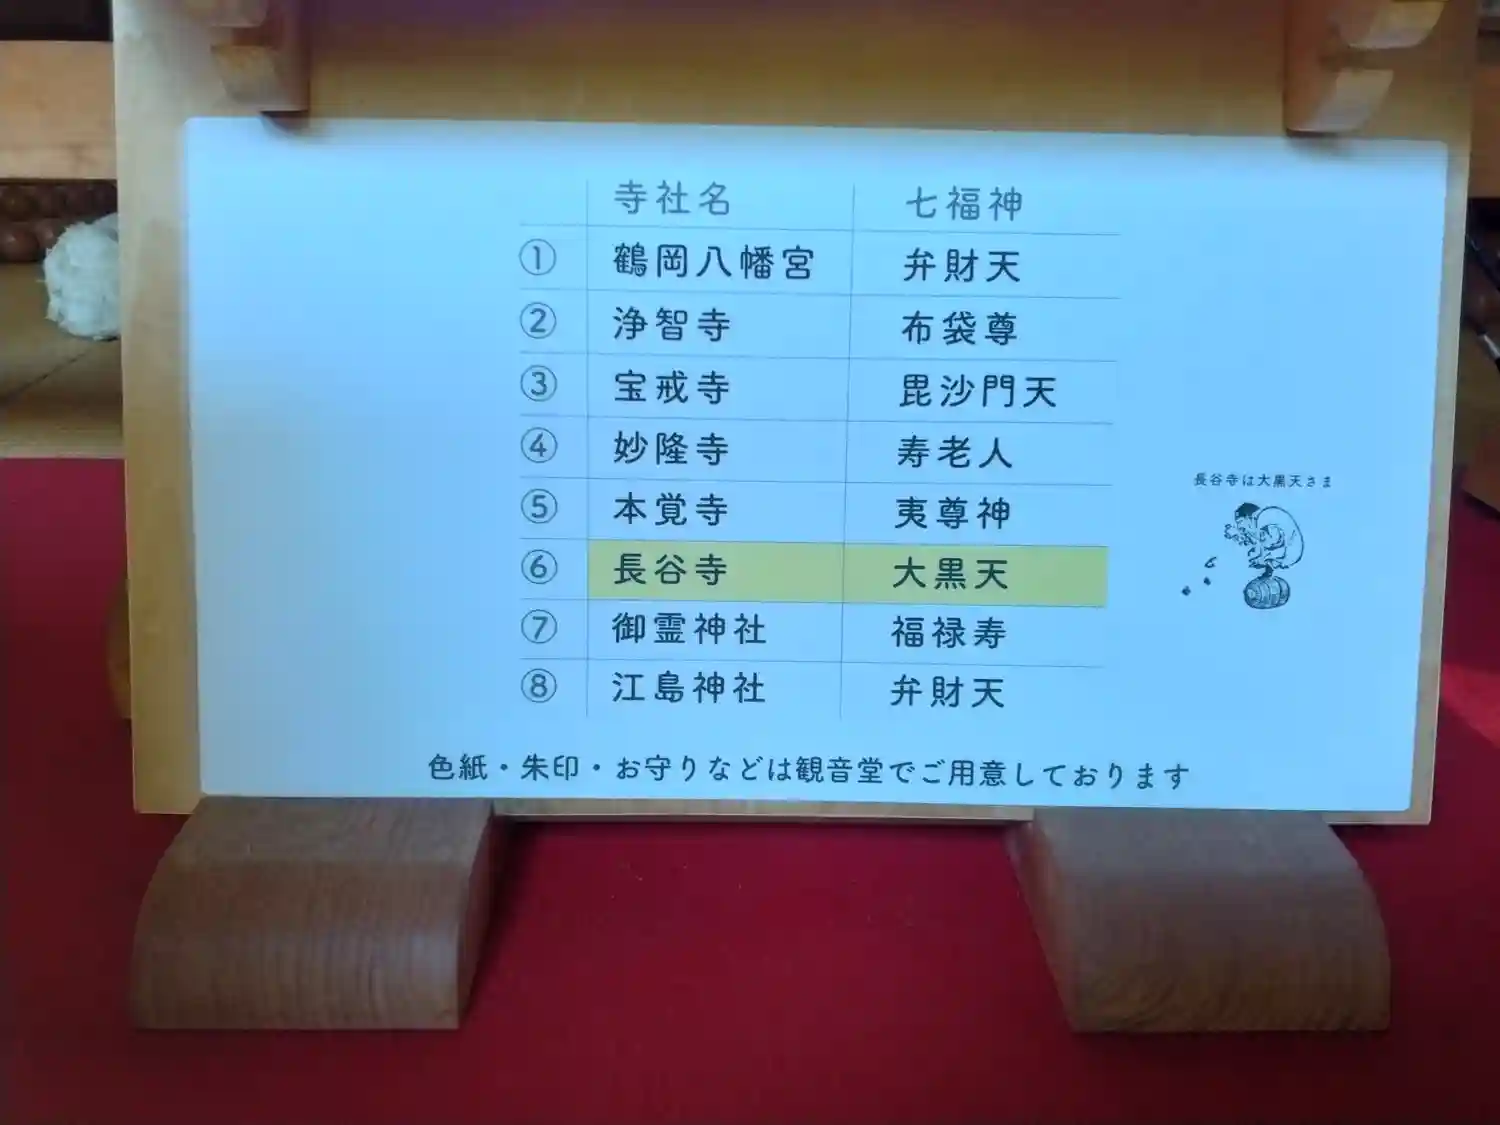 寺社名 七福神
① 鶴岡八幡宮 弁財天
② 浄智寺 布袋尊
③ 宝戒寺 毘沙門天
④ 妙隆寺 寿老人
⑤ 本覚寺 夷尊神
⑥ 長谷寺 大黒天
⑦ 御霊神社 福禄寿
⑧ 江島神社 弁財天
長谷寺は大黒天さま
色紙・朱印・お守りなどは観音堂でご用意しております